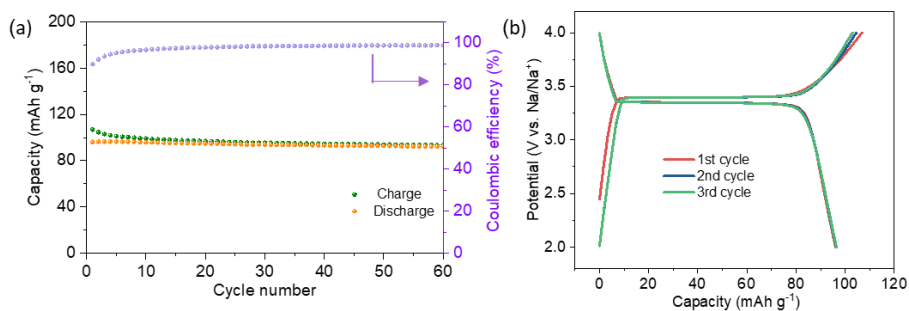 (a)
200
160
120
80
40
0
Capacity (mAh g⁻¹)
100
80
60
40
20
0
Coulombic efficiency (%)
Charge
Discharge
0 10 20 30 40 50 60
Cycle number
(b)
4.0
3.5
3.0
2.5
2.0
Potential (V vs. Na/Na⁺)
1st cycle
2nd cycle
3rd cycle
0 20 40 60 80 100 120
Capacity (mAh g⁻¹)